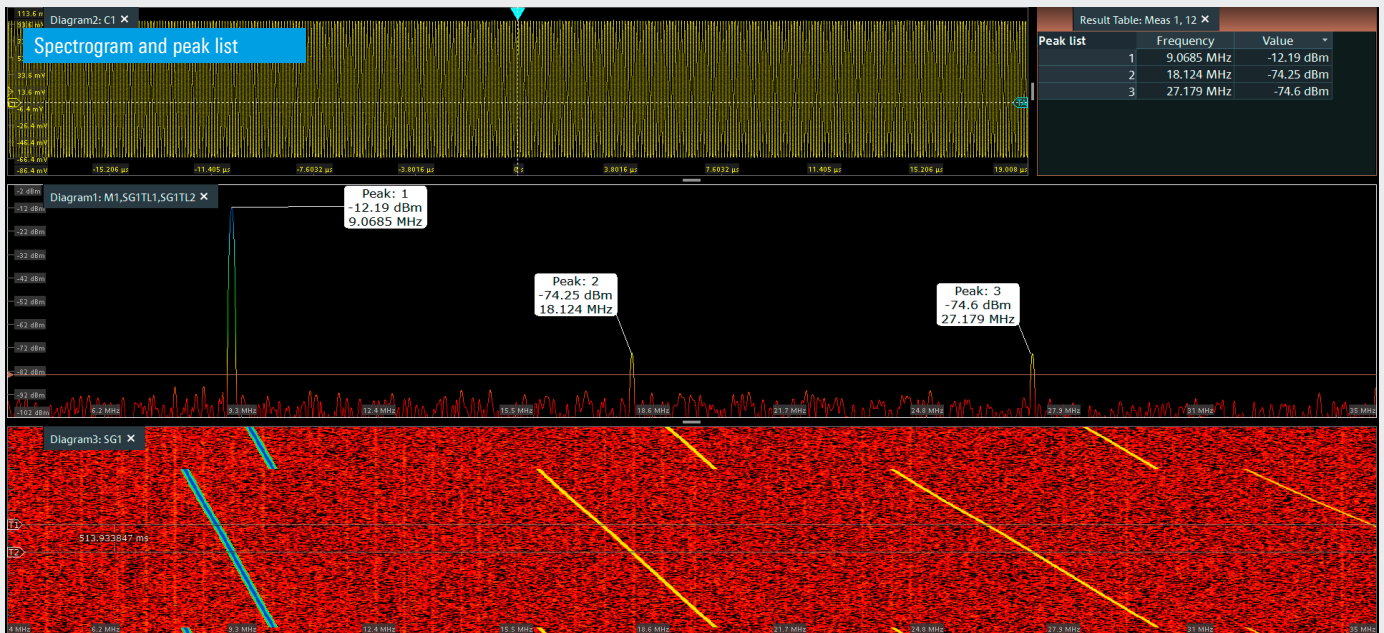 113.6 mV
Diagram2: C1 ✕
Spectrogram and peak list
33.6 mV
13.6 mV
-6.4 mV
-26.4 mV
-46.4 mV
-66.4 mV
-86.4 mV
-15.206 µs -11.405 µs -7.6032 µs -3.8016 µs 0 s 3.8016 µs 7.6032 µs 11.405 µs 15.206 µs 19.008 µs
Result Table: Meas 1, 12 ✕
Peak list Frequency Value
1 9.0685 MHz -12.19 dBm
2 18.124 MHz -74.25 dBm
3 27.179 MHz -74.6 dBm
Diagram1: M1,SG1TL1,SG1TL2 ✕
-2 dBm
-12 dBm
-22 dBm
-32 dBm
-42 dBm
-52 dBm
-62 dBm
-72 dBm
-82 dBm
-92 dBm
-102 dBm
Peak: 1
-12.19 dBm
9.0685 MHz
Peak: 2
-74.25 dBm
18.124 MHz
Peak: 3
-74.6 dBm
27.179 MHz
6.2 MHz 9.3 MHz 12.4 MHz 15.5 MHz 18.6 MHz 21.7 MHz 24.8 MHz 27.9 MHz 31 MHz 35 MHz
Diagram3: SG1 ✕
T1
513.933847 ms
T2
4 MHz 6.2 MHz 9.3 MHz 12.4 MHz 15.5 MHz 18.6 MHz 21.7 MHz 24.8 MHz 27.9 MHz 31 MHz 35 MHz